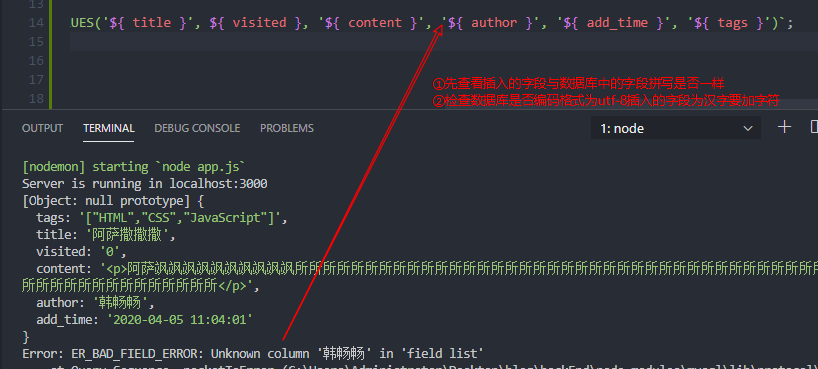 14 UES('${ title }', ${ visited }, '${ content }', '${ author }', '${ add_time }', '${ tags }')`;
15
16
17
18
①先查看插入的字段与数据库中的字段拼写是否一样
②检查数据库是否编码格式为utf-8插入的字段为汉字要加字符
OUTPUT TERMINAL DEBUG CONSOLE PROBLEMS 1: node
[nodemon] starting `node app.js`
Server is running in localhost:3000
[Object: null prototype] {
tags: '["HTML","CSS","JavaScript"]',
title: '阿萨撒撒撒',
visited: '0',
content: '<p>阿萨飒飒飒飒飒飒飒飒飒飒所所所所所所所所所所所所所所所所所所所所所所所所所所所所所所所所所所所所所
所所所所所所所所所所所所所所</p>',
author: '韩畅畅',
add_time: '2020-04-05 11:04:01'
}
Error: ER_BAD_FIELD_ERROR: Unknown column '韩畅畅' in 'field list'